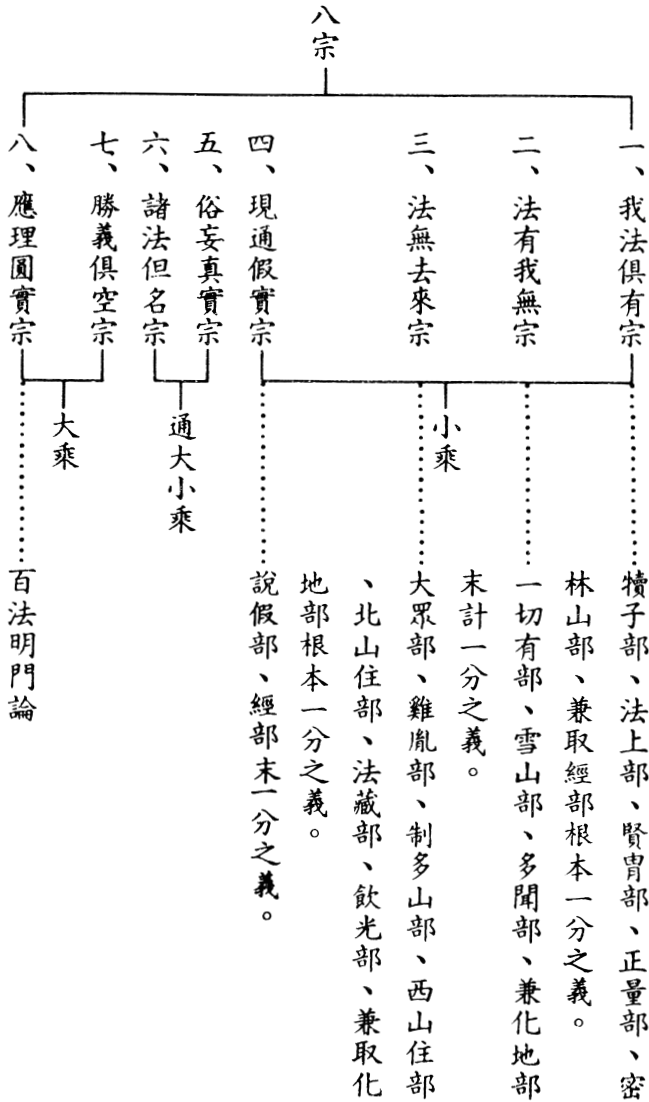 八宗
一、我法俱有宗
二、法有我無宗
三、法無去來宗
四、現通假實宗
五、俗妄真實宗
六、諸法但名宗
七、勝義俱空宗
八、應理圓實宗
小乘
通大小乘
大乘
犢子部、法上部、賢胄部、正量部、密
林山部、兼取經部根本一分之義。
一切有部、雪山部、多聞部、兼化地部
末計一分之義。
大眾部、雞胤部、制多山部、西山住部
、北山住部、法藏部、飲光部、兼取化
地部根本一分之義。
說假部、經部末一分之義。
百法明門論